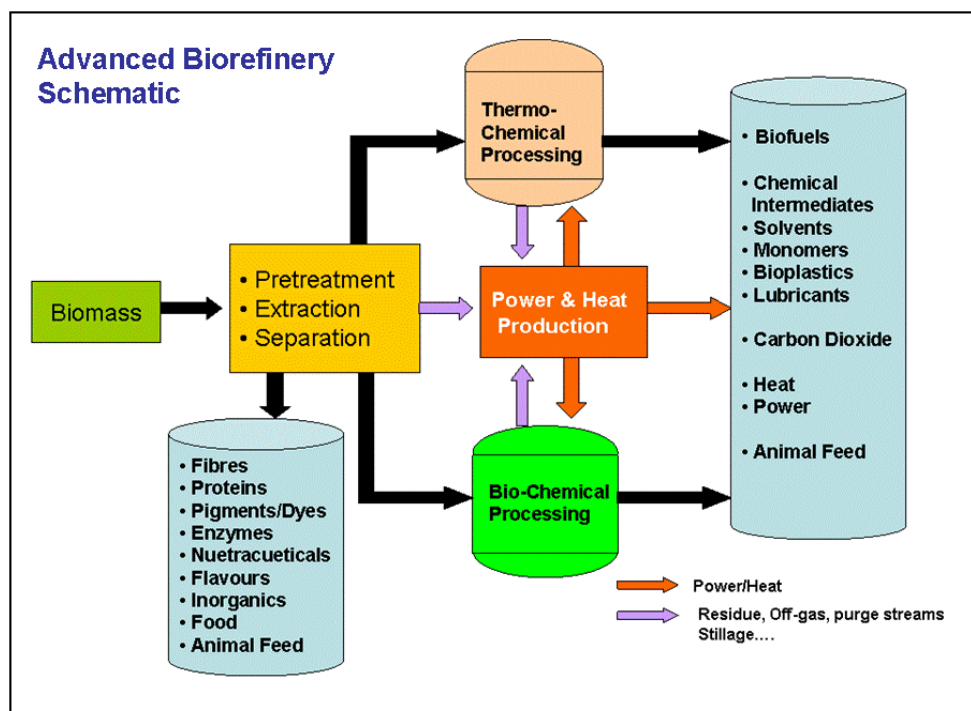 Advanced Biorefinery
Schematic
Thermo-
Chemical
Processing
• Biofuels
• Chemical
Intermediates
• Solvents
• Monomers
• Bioplastics
• Lubricants
• Carbon Dioxide
• Heat
• Power
• Animal Feed
Biomass
• Pretreatment
• Extraction
• Separation
Power & Heat
Production
• Fibres
• Proteins
• Pigments/Dyes
• Enzymes
• Nuetracueticals
• Flavours
• Inorganics
• Food
• Animal Feed
Bio-Chemical
Processing
Power/Heat
Residue, Off-gas, purge streams
Stillage....